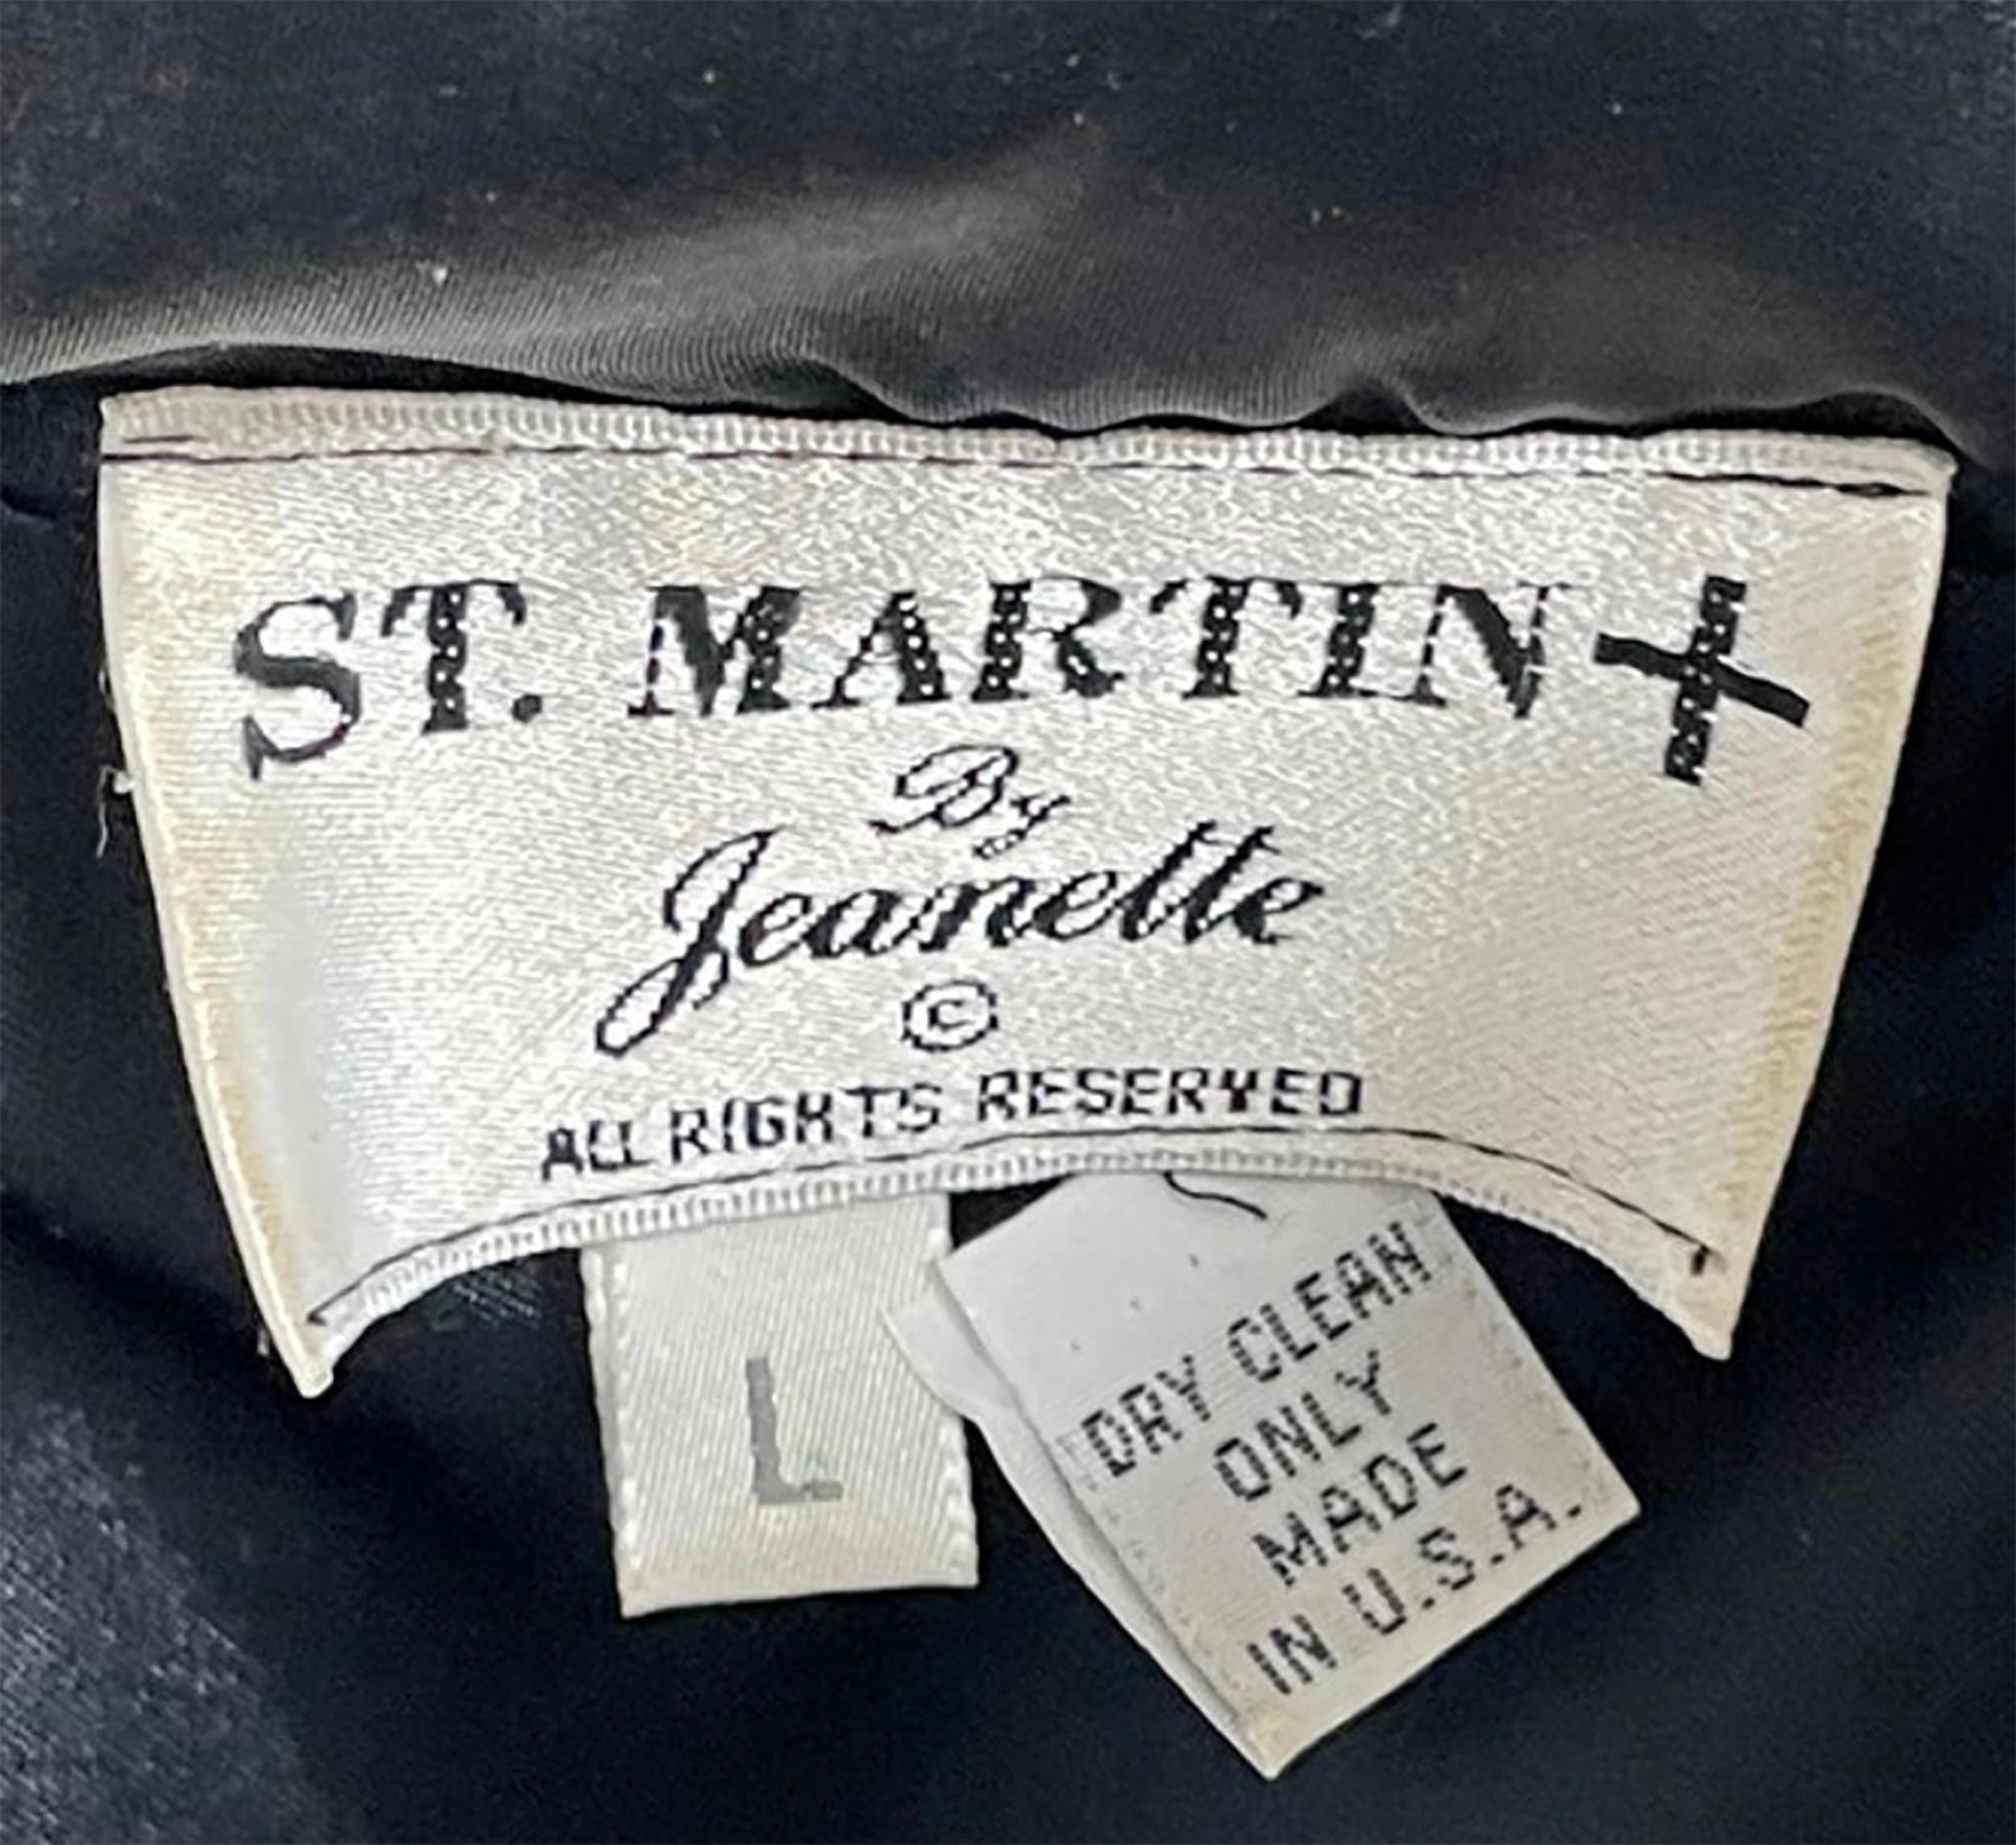 ST. MARTIN+
By
Jeanette
©
ALL RIGHTS RESERVED
L
DRY CLEAN
ONLY
MADE
IN U.S.A.